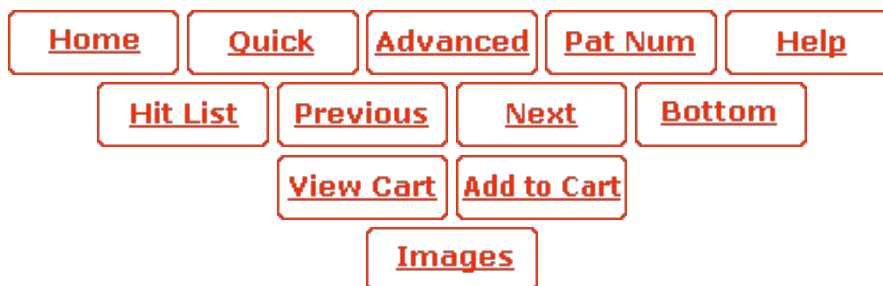 Home Quick Advanced Pat Num Help
Hit List Previous Next Bottom
View Cart Add to Cart
Images